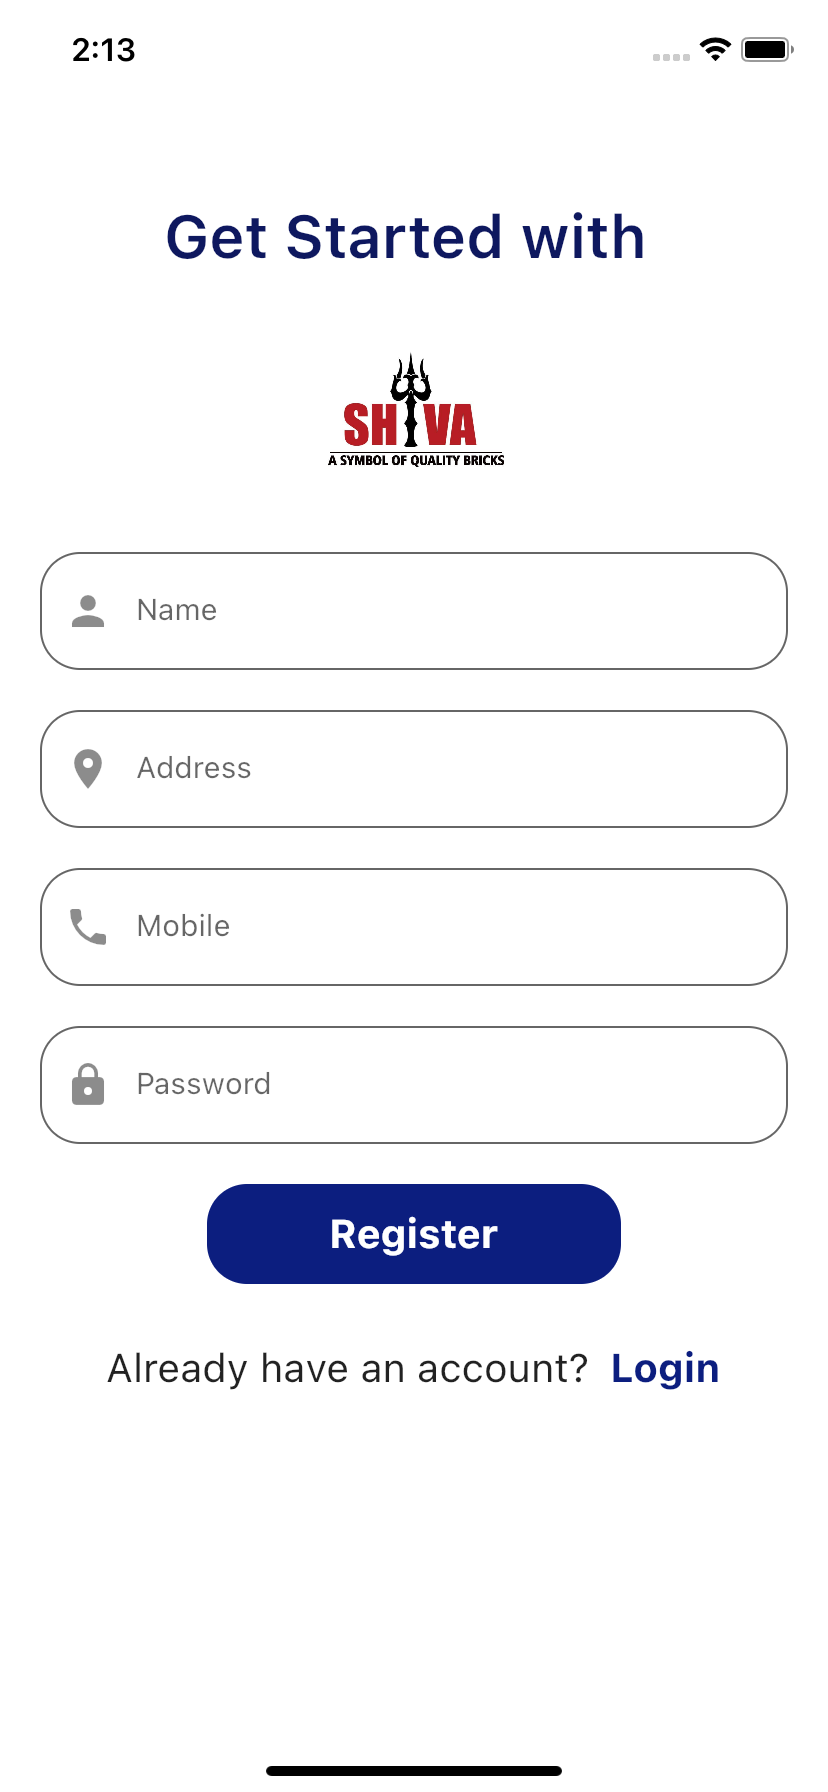 2:13
Get Started with
SHIVA
A SYMBOL OF QUALITY BRICKS
Name
Address
Mobile
Password
Register
Already have an account? Login